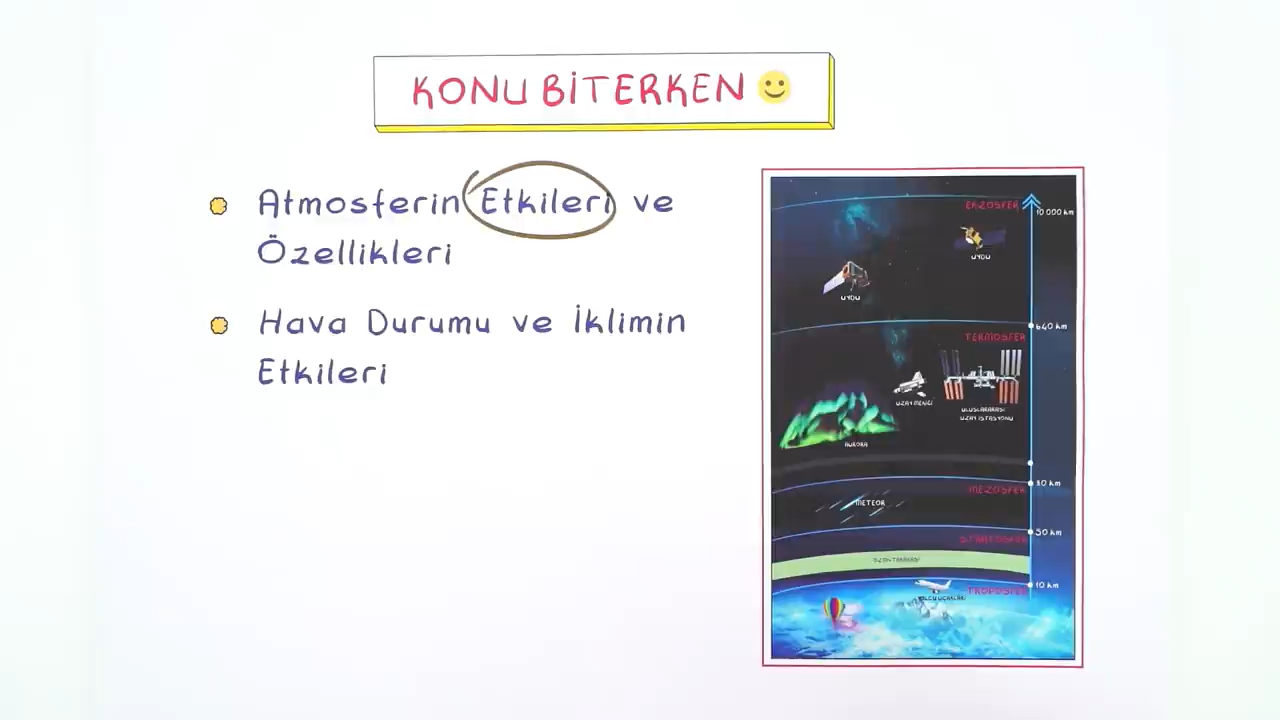 KONU BİTERKEN
Atmosferin Etkileri ve
Özellikleri
Hava Durumu ve İklimin
Etkileri
EKZOSFER
10.000 km
UYDU
UYDU
640 km
TERMOSFER
UZAY MEKİĞİ
ULUSLARARASI
UZAY İSTASYONU
AURORA
80 km
MEZOSFER
METEOR
50 km
STRATOSFER
OZON TABAKASI
10 km
TROPOSFER
YOLCU UÇAKLARI